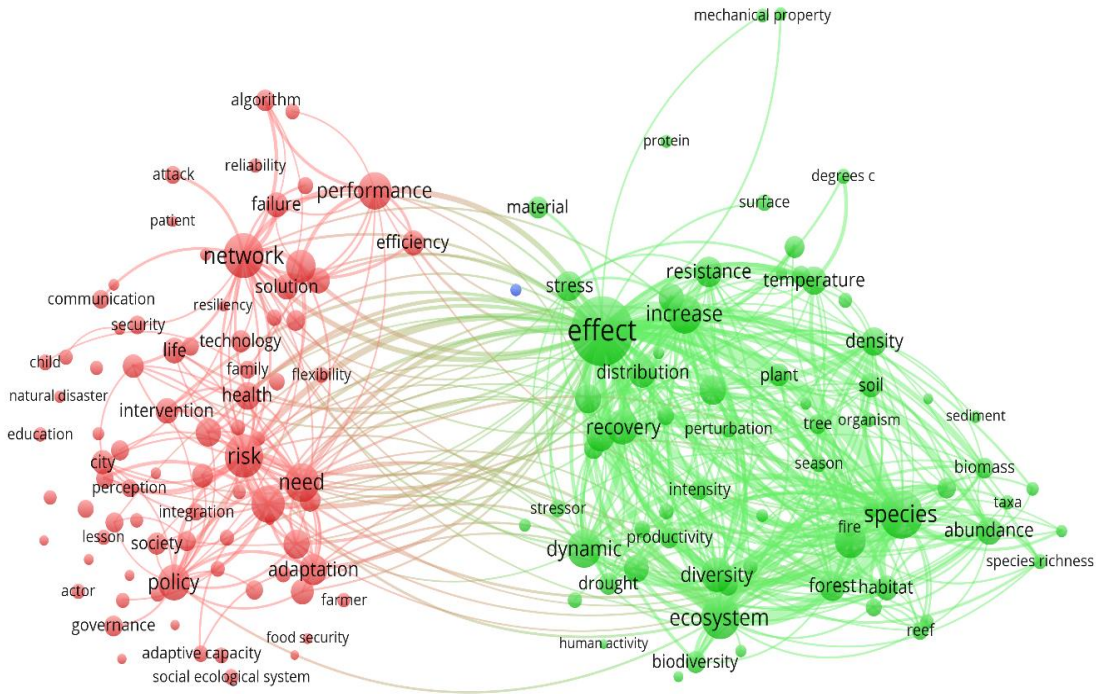 mechanical property
algorithm
protein
reliability
attack
degrees c
performance
failure
material
surface
patient
efficiency
network
resistance
temperature
solution
stress
communication
resiliency
increase
security
effect
technology
density
life
child
family
flexibility
distribution
plant
soil
natural disaster
health
intervention
sediment
tree
organism
recovery
perturbation
education
risk
city
season
biomass
need
perception
intensity
taxa
integration
stressor
species
fire
abundance
lesson
society
productivity
dynamic
species richness
adaptation
diversity
policy
drought
forest
habitat
actor
farmer
ecosystem
governance
reef
food security
human activity
adaptive capacity
biodiversity
social ecological system